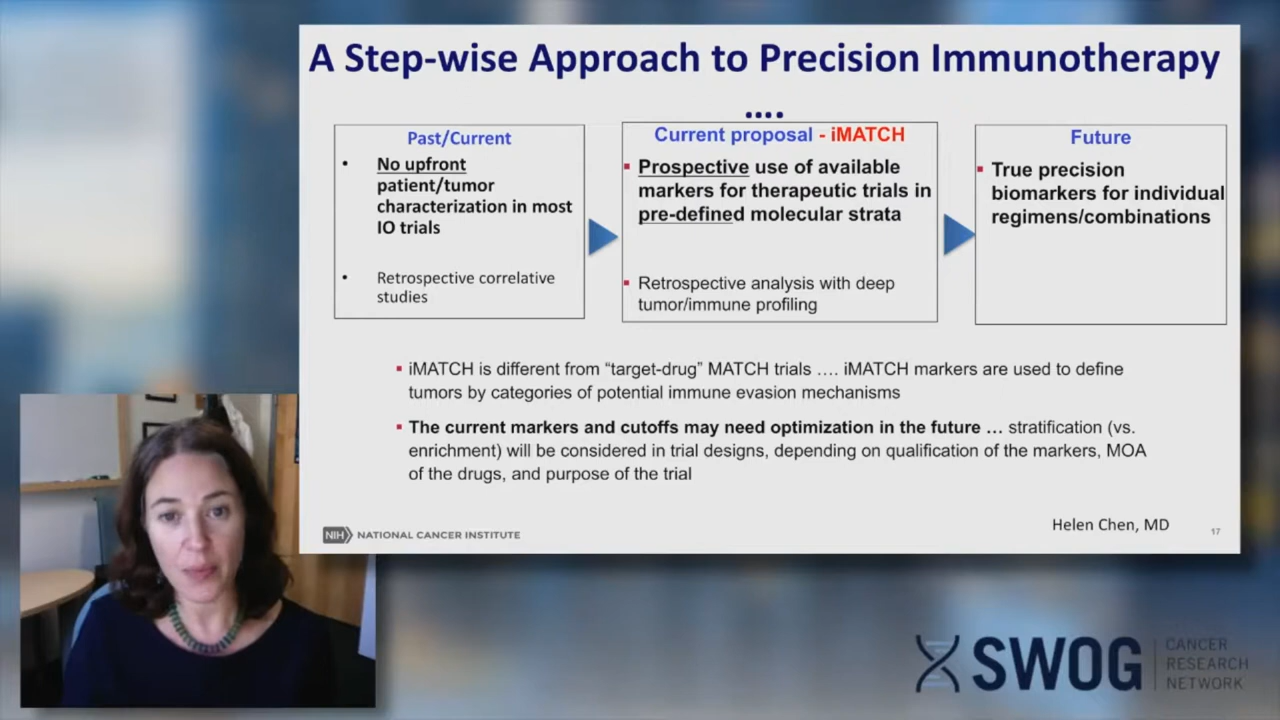 A Step-wise Approach to Precision Immunotherapy
....
Past/Current
• No upfront
patient/tumor
characterization in most
IO trials
• Retrospective correlative
studies
Current proposal - iMATCH
▪ Prospective use of available
markers for therapeutic trials in
pre-defined molecular strata
▪ Retrospective analysis with deep
tumor/immune profiling
Future
▪ True precision
biomarkers for individual
regimens/combinations
▪ iMATCH is different from “target-drug” MATCH trials .... iMATCH markers are used to define
tumors by categories of potential immune evasion mechanisms
▪ The current markers and cutoffs may need optimization in the future ... stratification (vs.
enrichment) will be considered in trial designs, depending on qualification of the markers, MOA
of the drugs, and purpose of the trial
Helen Chen, MD
NIH NATIONAL CANCER INSTITUTE
17
SWOG
CANCER
RESEARCH
NETWORK